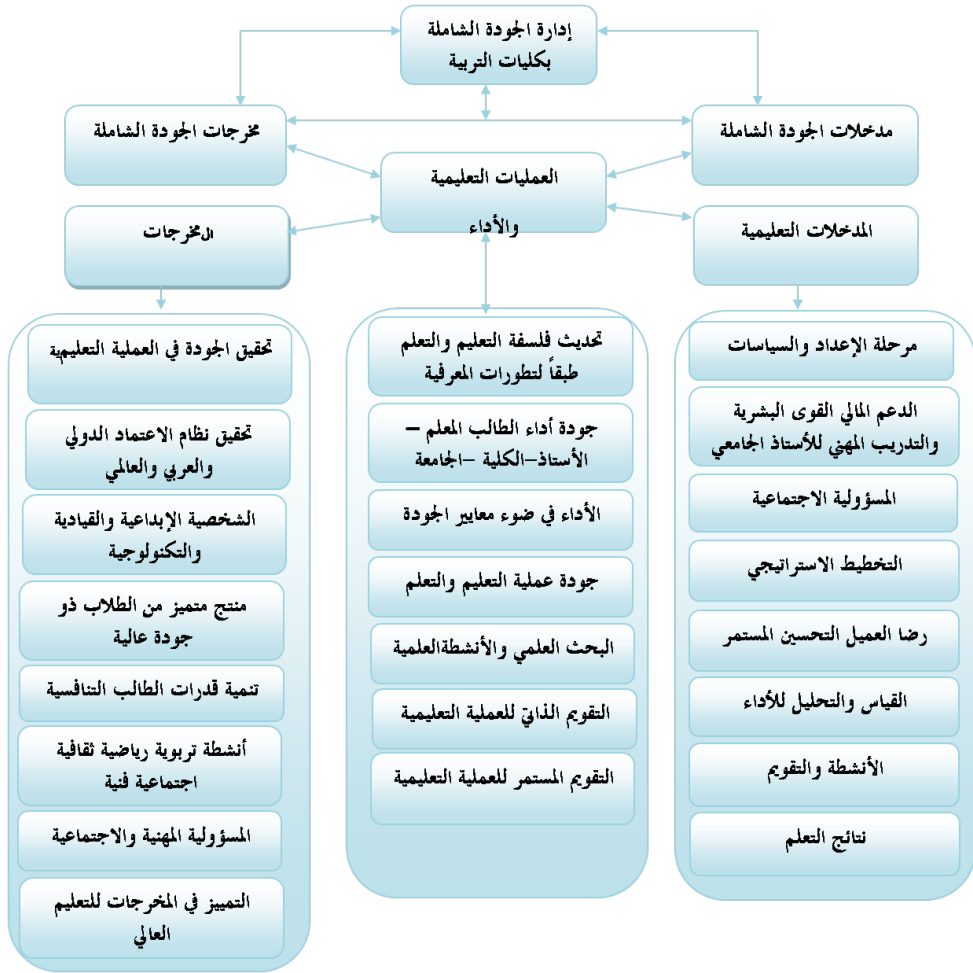 إدارة الجودة الشاملة
بكليات التربية
مدخلات الجودة الشاملة
مخرجات الجودة الشاملة
العمليات التعليمية
والأداء
المدخلات التعليمية
المخرجات
مرحلة الإعداد والسياسات
الدعم المالي القوى البشرية
والتدريب المهني للأستاذ الجامعي
المسؤولية الاجتماعية
التخطيط الاستراتيجي
رضا العميل التحسين المستمر
القياس والتحليل للأداء
الأنشطة والتقويم
نتائج التعلم
تحديث فلسفة التعليم والتعلم
طبقاً لتطورات المعرفية
جودة أداء الطالب المعلم –
الأستاذ–الكلية –الجامعة
الأداء في ضوء معايير الجودة
جودة عملية التعليم والتعلم
البحث العلمي والأنشطةالعلمية
التقويم الذاتي للعملية التعليمية
التقويم المستمر للعملية التعليمية
تحقيق الجودة في العملية التعليمية
تحقيق نظام الاعتماد الدولي
والعربي والعالمي
الشخصية الإبداعية والقيادية
والتكنولوجية
منتج متميز من الطلاب ذو
جودة عالية
تنمية قدرات الطالب التنافسية
أنشطة تربوية رياضية ثقافية
اجتماعية فنية
المسؤولية المهنية والاجتماعية
التمييز في المخرجات للتعليم
العالي